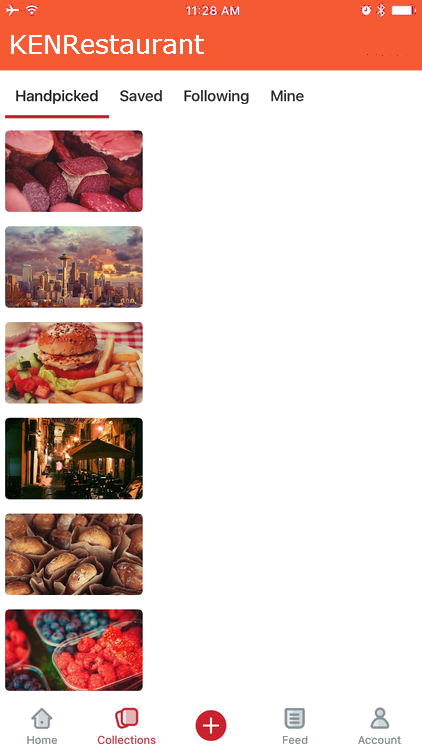 11:28 AM
KENRestaurant
Handpicked Saved Following Mine
Home Collections Feed Account